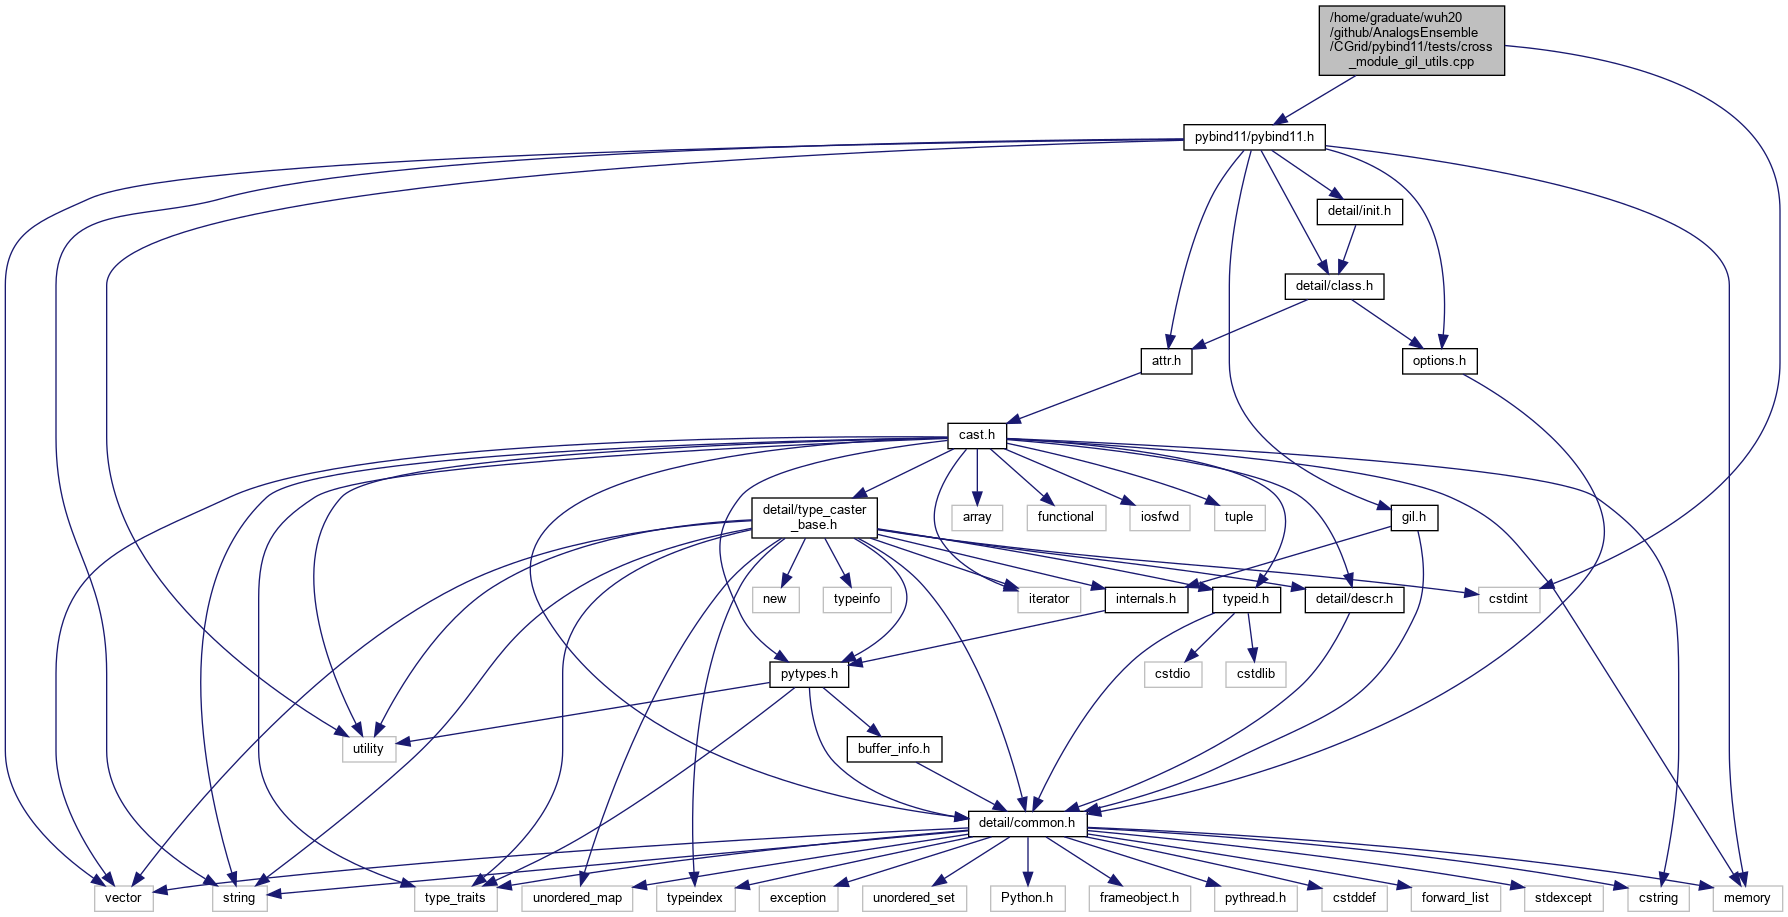 /home/graduate/wuh20
/github/AnalogsEnsemble
/CGrid/pybind11/tests/cross
_module_gil_utils.cpp
pybind11/pybind11.h
detail/init.h
detail/class.h
attr.h
options.h
cast.h
detail/type_caster
_base.h
array
functional
iosfwd
tuple
gil.h
new
typeinfo
iterator
internals.h
typeid.h
detail/descr.h
cstdint
pytypes.h
cstdio
cstdlib
utility
buffer_info.h
detail/common.h
vector
string
type_traits
unordered_map
typeindex
exception
unordered_set
Python.h
frameobject.h
pythread.h
cstddef
forward_list
stdexcept
cstring
memory